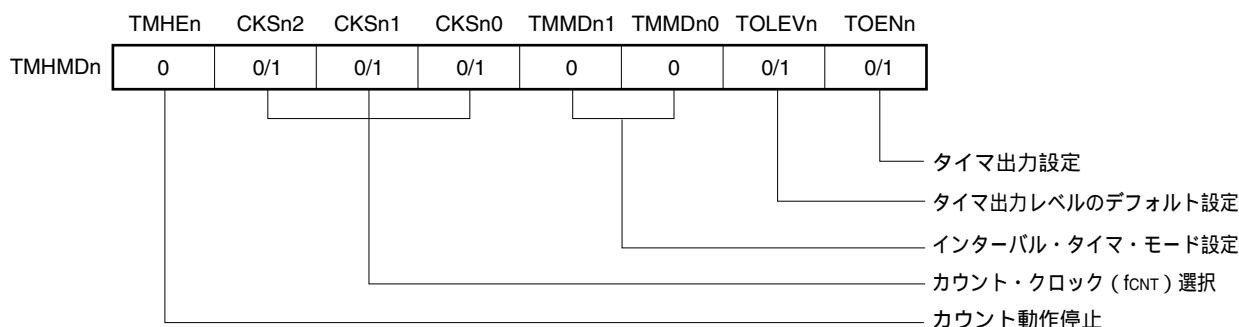 TMHEn CKSn2 CKSn1 CKSn0 TMMDn1 TMMDn0 TOLEVn TOENn
TMHMDn 0 0/1 0/1 0/1 0 0 0/1 0/1
タイマ出力設定
タイマ出力レベルのデフォルト設定
インターバル・タイマ・モード設定
カウント・クロック（fCNT）選択
カウント動作停止